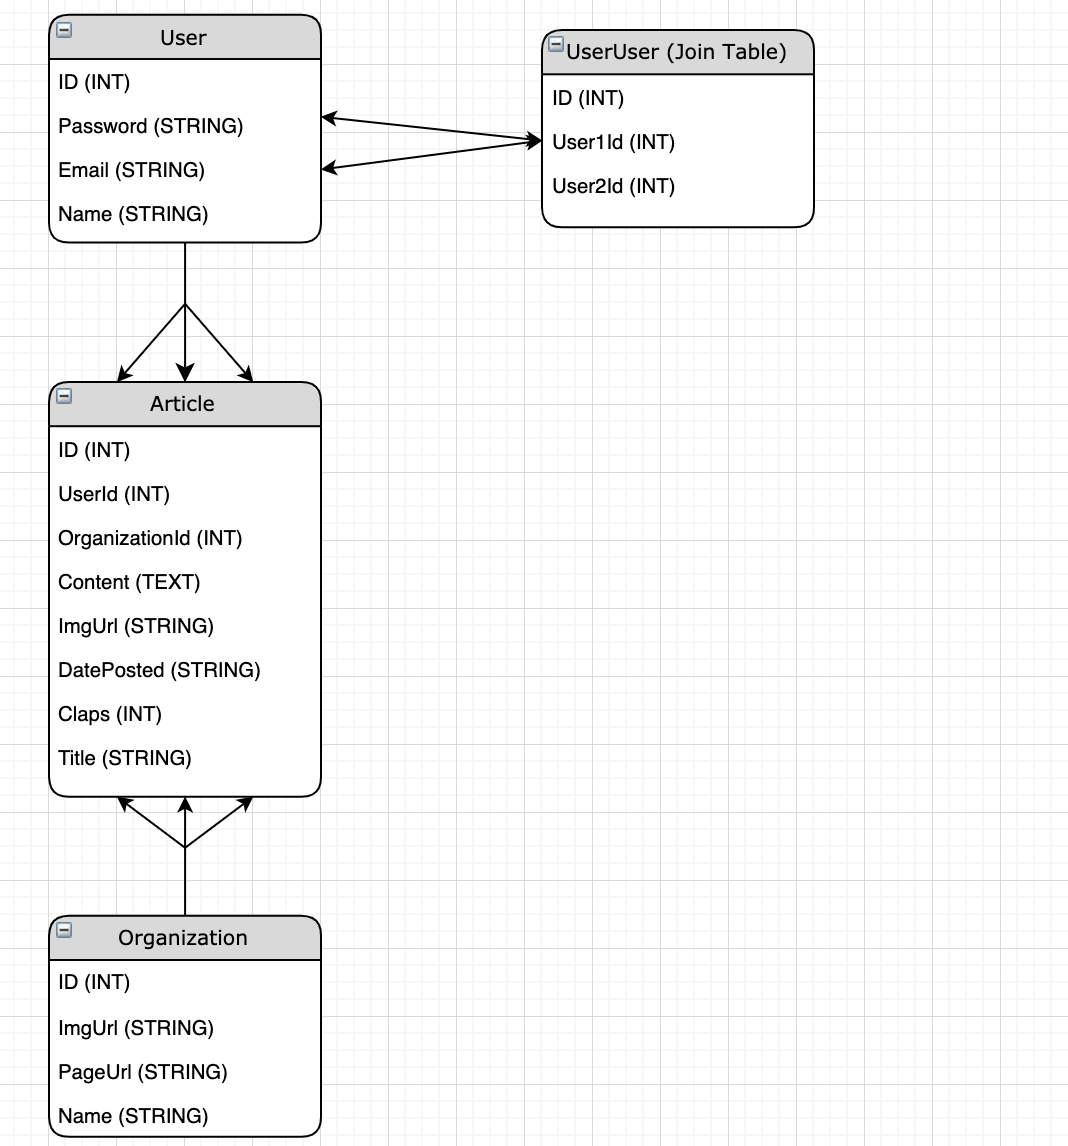 User
ID (INT)
Password (STRING)
Email (STRING)
Name (STRING)
UserUser (Join Table)
ID (INT)
User1Id (INT)
User2Id (INT)
Article
ID (INT)
UserId (INT)
OrganizationId (INT)
Content (TEXT)
ImgUrl (STRING)
DatePosted (STRING)
Claps (INT)
Title (STRING)
Organization
ID (INT)
ImgUrl (STRING)
PageUrl (STRING)
Name (STRING)